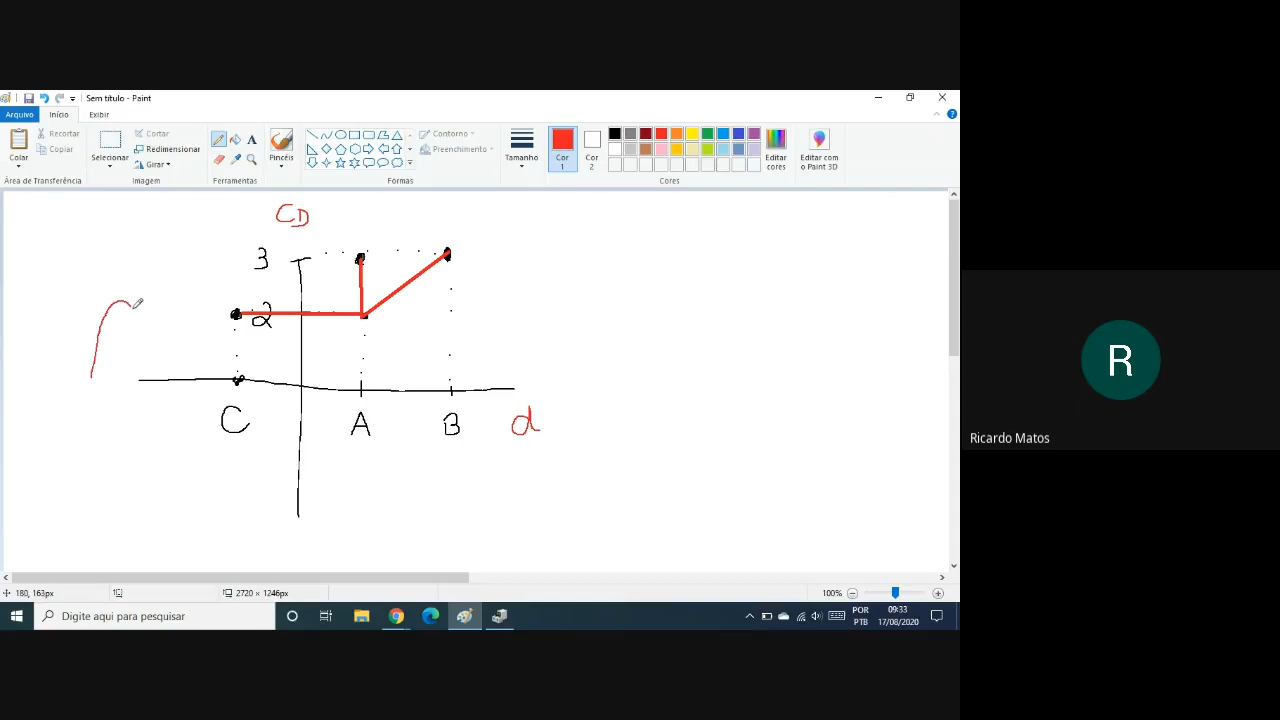 Sem título - Paint
Arquivo Início Exibir
Colar
Recortar
Copiar
Área de Transferência
Selecionar
Cortar
Redimensionar
Girar
Imagem
A
Ferramentas
Pincéis
Contorno
Preenchimento
Formas
Tamanho
Cor 1
Cor 2
Editar cores
Cores
Editar com o Paint 3D
CD
3
2
C A B d
R
Ricardo Matos
180, 163px
2720 × 1246px
100%
Digite aqui para pesquisar
POR
PTB
09:33
17/08/2020